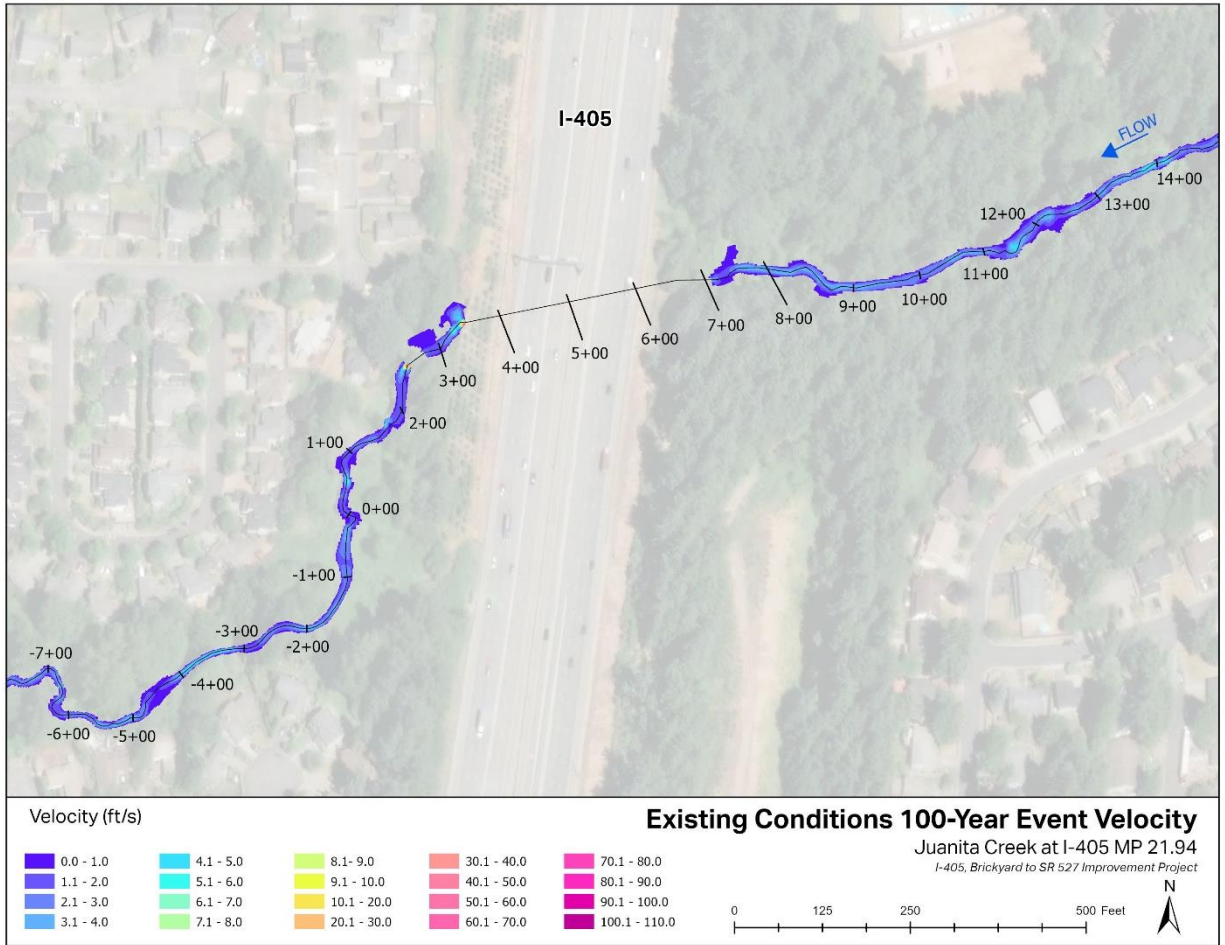 I-405
FLOW
14+00
13+00
12+00
11+00
10+00
9+00
8+00
7+00
6+00
5+00
4+00
3+00
2+00
1+00
0+00
-1+00
-2+00
-3+00
-4+00
-5+00
-6+00
-7+00
Velocity (ft/s)
0.0 - 1.0
1.1 - 2.0
2.1 - 3.0
3.1 - 4.0
4.1 - 5.0
5.1 - 6.0
6.1 - 7.0
7.1 - 8.0
8.1- 9.0
9.1 - 10.0
10.1 - 20.0
20.1 - 30.0
30.1 - 40.0
40.1 - 50.0
50.1 - 60.0
60.1 - 70.0
70.1 - 80.0
80.1 - 90.0
90.1 - 100.0
100.1 - 110.0
Existing Conditions 100-Year Event Velocity
Juanita Creek at I-405 MP 21.94
I-405, Brickyard to SR 527 Improvement Project
N
0 125 250 500 Feet